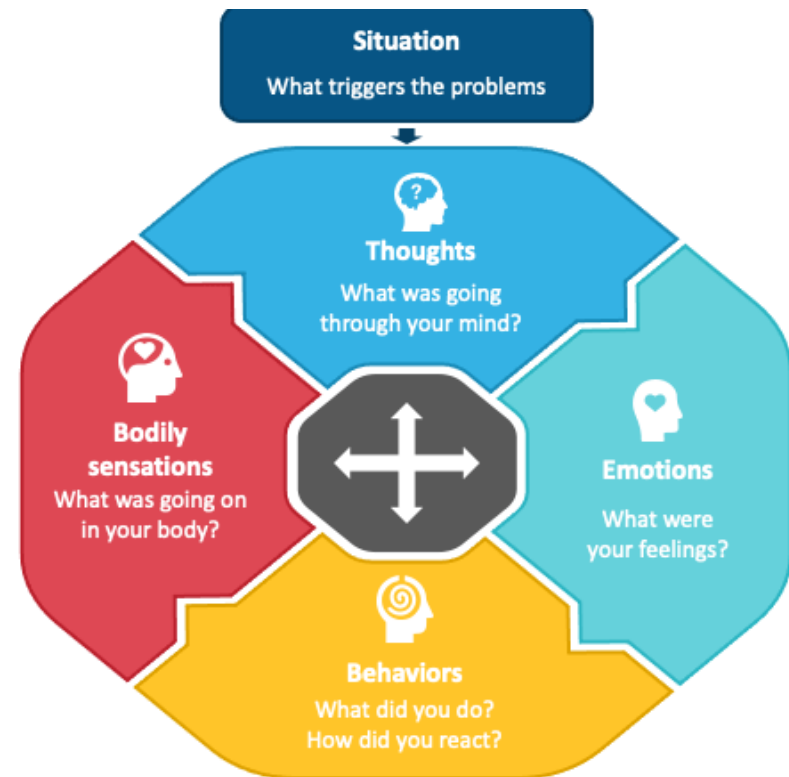 Situation
What triggers the problems
?
Thoughts
What was going
through your mind?
Bodily
sensations
What was going on
in your body?
Emotions
What were
your feelings?
Behaviors
What did you do?
How did you react?